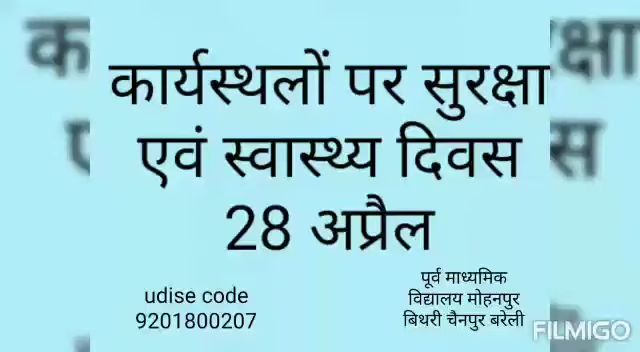 कार्यस्थलों पर सुरक्षा
एवं स्वास्थ्य दिवस
28 अप्रैल
udise code
9201800207
पूर्व माध्यमिक
विद्यालय मोहनपुर
बिथरी चैनपुर बरेली
FILMIGO